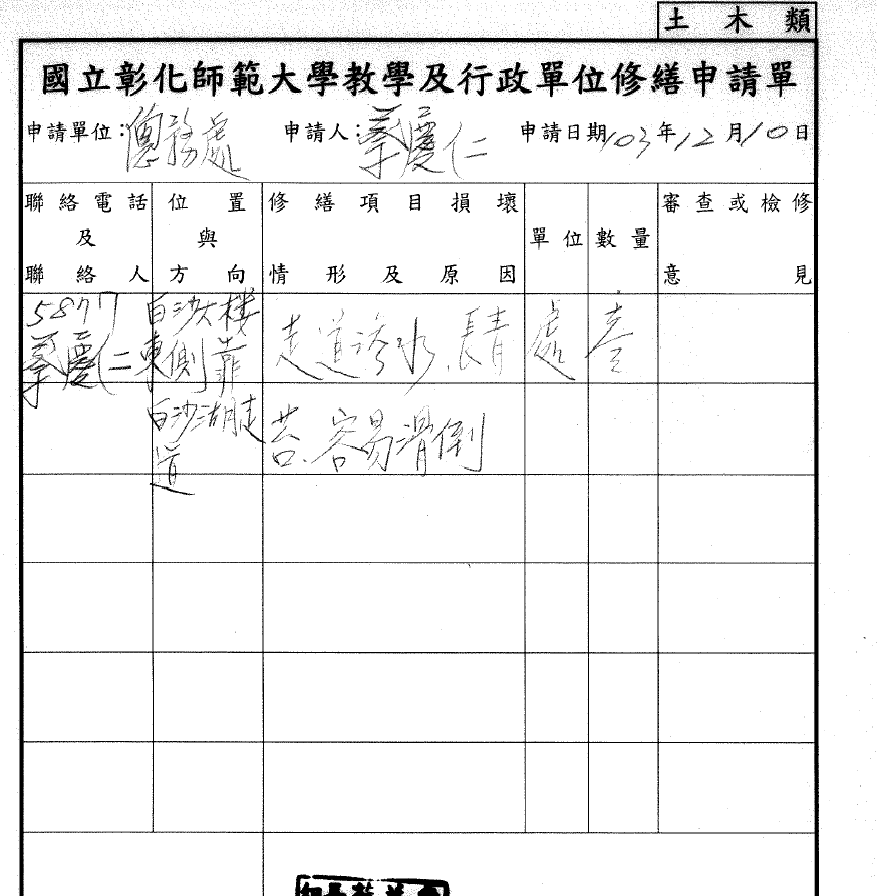 土木類
國立彰化師範大學教學及行政單位修繕申請單
申請單位：總務處 申請人：蔡慶仁 申請日期103年12月10日
聯絡電話及聯絡人 位置與方向 修繕項目損壞情形及原因 單位 數量 審查或檢修意見
5877 白沙大楼 走道滲水、長青 處 壹
蔡慶仁 東側靠
白沙湖走 苔、容易滑倒
道